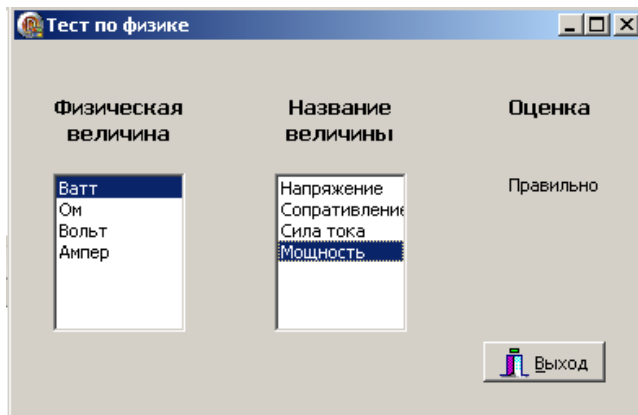 Тест по физике
Физическая
величина
Название
величины
Оценка
Ватт
Ом
Вольт
Ампер
Напряжение
Сопративление
Сила тока
Мощность
Правильно
Выход